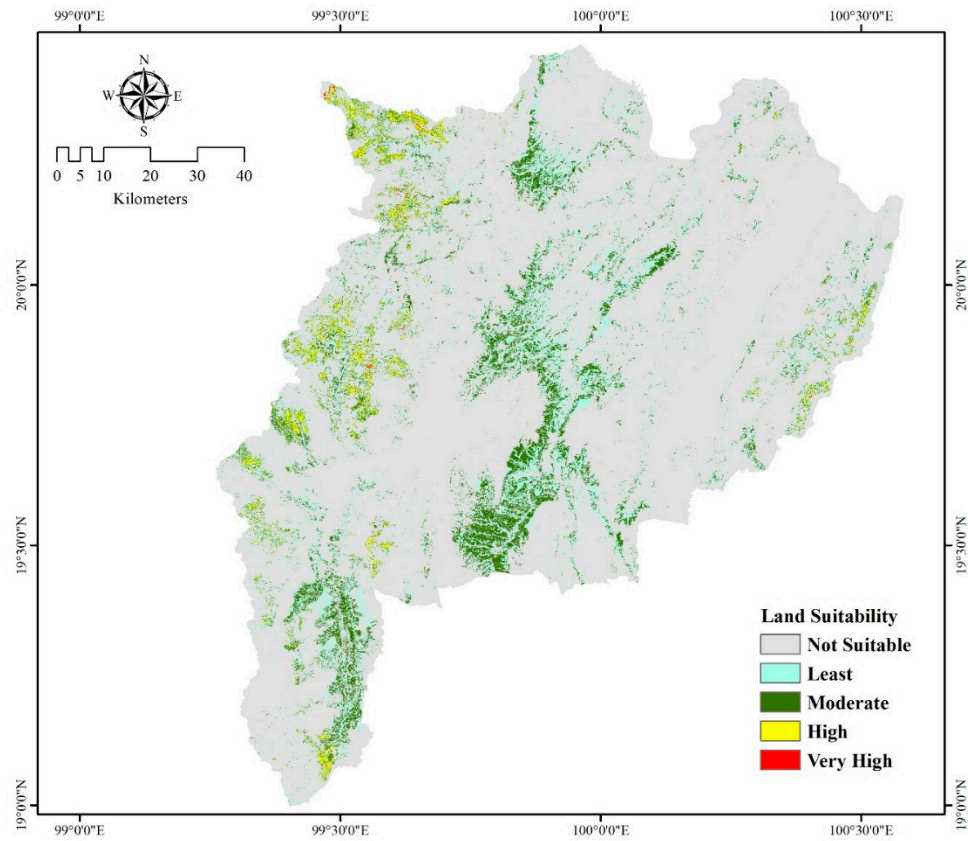 99°0'0"E 99°30'0"E 100°0'0"E 100°30'0"E
N
W E
S
0 5 10 20 30 40
Kilometers
20°0'0"N 20°0'0"N
19°30'0"N 19°30'0"N
19°0'0"N 19°0'0"N
Land Suitability
Not Suitable
Least
Moderate
High
Very High
99°0'0"E 99°30'0"E 100°0'0"E 100°30'0"E